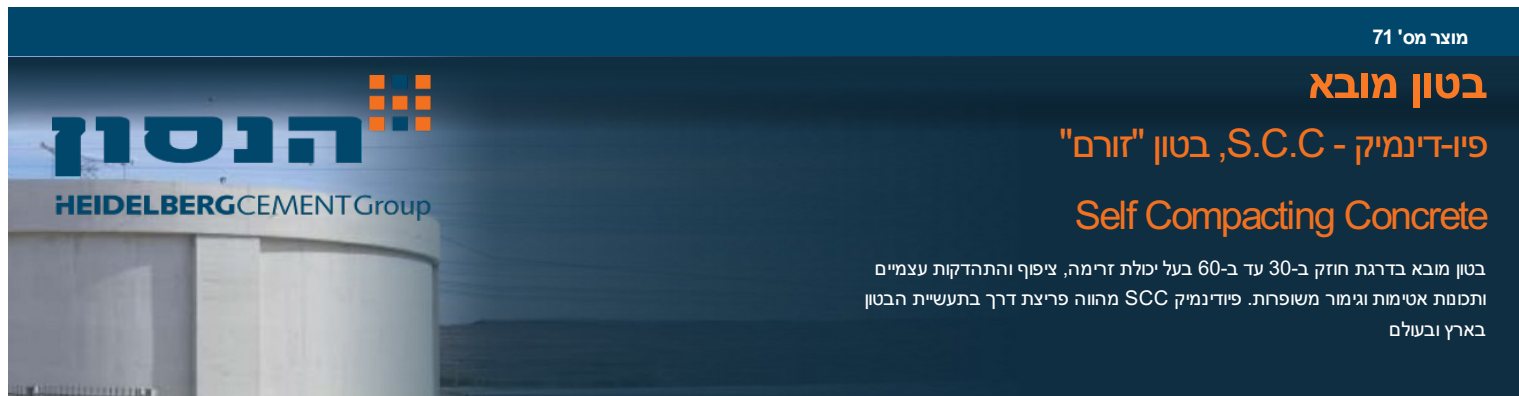 מוצר מס' 71
בטון מובא
פיו-דינמיק - S.C.C, בטון "זורם"
Self Compacting Concrete
בטון מובא בדרגת חוזק ב-30 עד ב-60 בעל יכולת זרימה, ציפוף והתהדקות עצמיים
ותכונות אטימות וגימור משופרות. פיודינמיק SCC מהווה פריצת דרך בתעשיית הבטון
בארץ ובעולם
הנסון
HEIDELBERGCEMENT Group